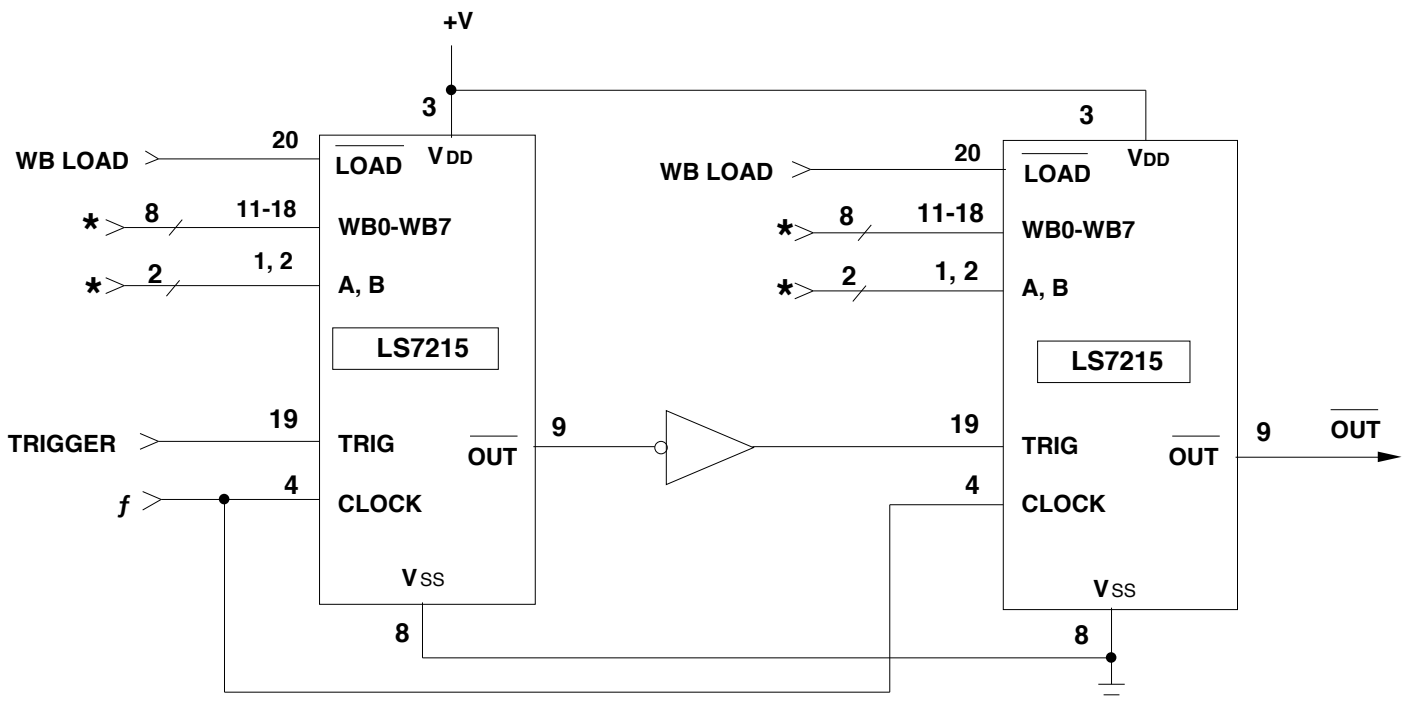 +V
3
3
20
LOAD
VDD
WB LOAD
20
LOAD
VDD
WB LOAD
* 8
11-18
WB0-WB7
* 8
11-18
WB0-WB7
* 2
1, 2
A, B
* 2
1, 2
A, B
LS7215
LS7215
TRIGGER
19
TRIG
OUT
9
19
TRIG
OUT
9
OUT
f
4
CLOCK
4
CLOCK
VSS
VSS
8
8